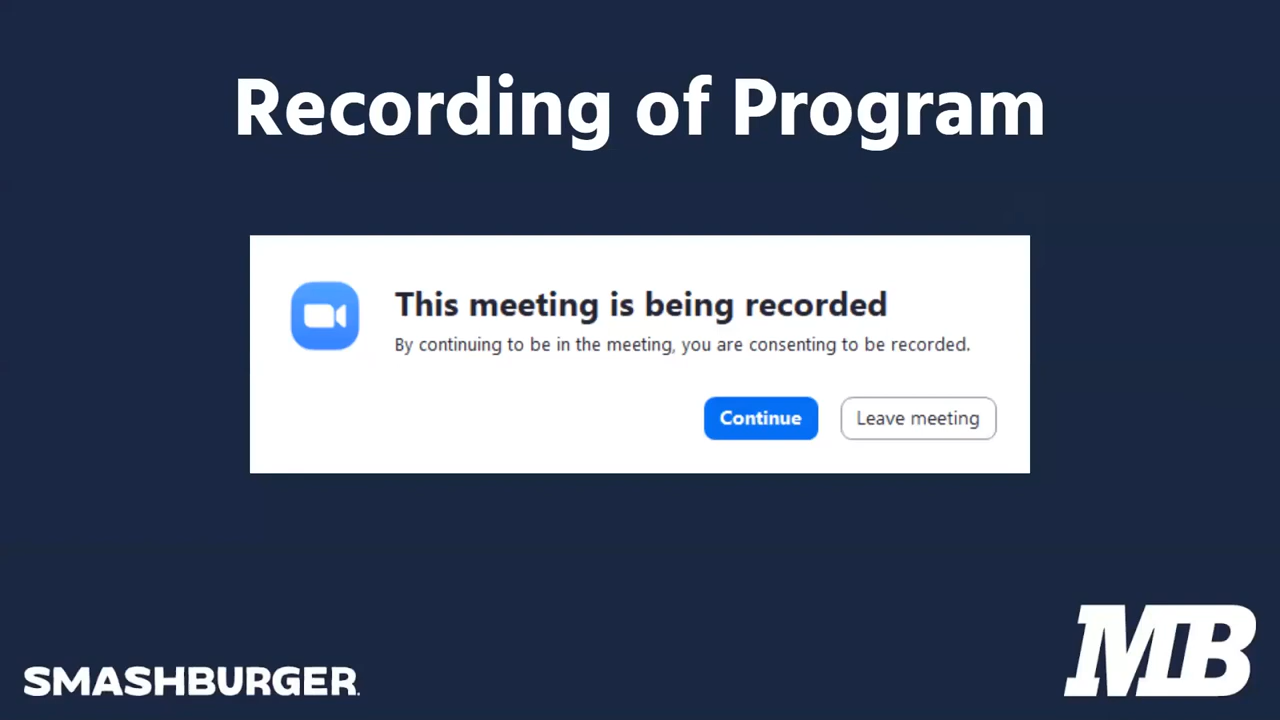 Recording of Program
This meeting is being recorded
By continuing to be in the meeting, you are consenting to be recorded.
Continue
Leave meeting
SMASHBURGER.
MB